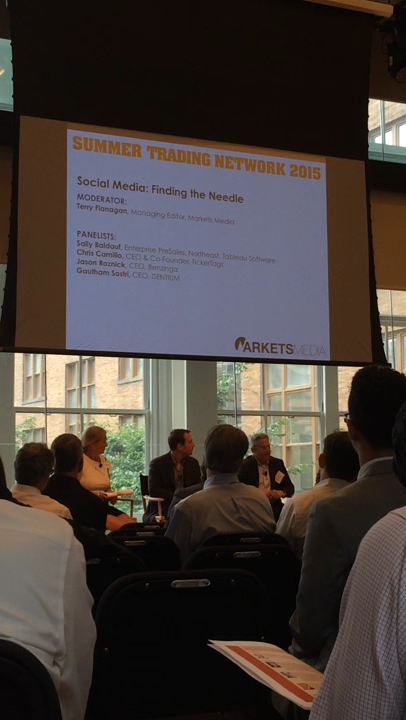 SUMMER TRADING NETWORK 2015
Social Media: Finding the Needle
MODERATOR:
Terry Flanagan, Managing Editor, Markets Media
PANELISTS:
Sally Baldauf, Enterprise PreSales, Northeast, Tableau Software
Chris Camillo, CEO & Co-Founder, TickerTags
Jason Raznick, CEO, Benzinga
Gautham Sastri, CEO, iSENTIUM
MARKETSMEDIA